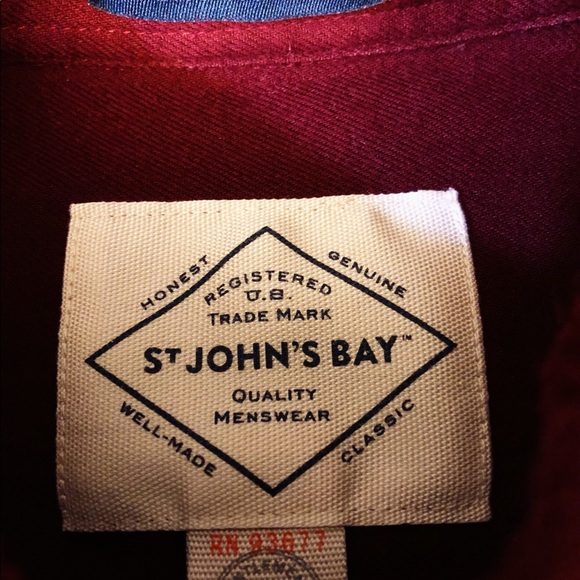 HONEST
GENUINE
REGISTERED
U.S.
TRADE MARK
ST JOHN'S BAY™
QUALITY
MENSWEAR
WELL-MADE
CLASSIC
RN 93677